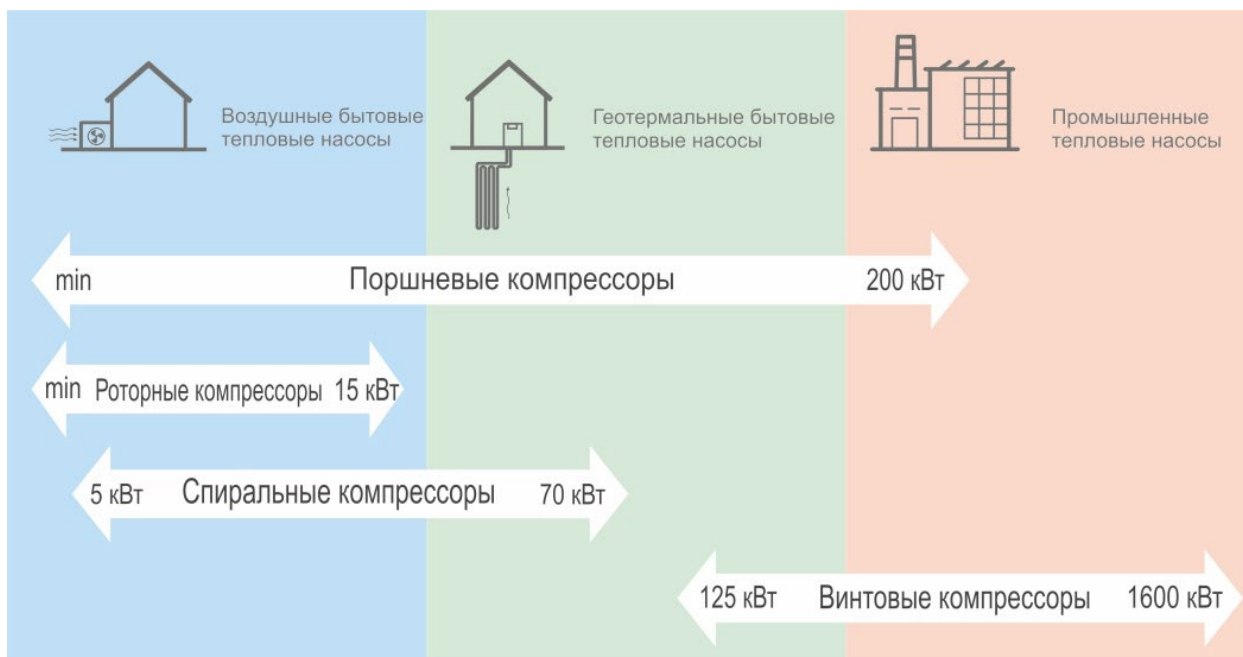 Воздушные бытовые
тепловые насосы
Геотермальные бытовые
тепловые насосы
Промышленные
тепловые насосы
min Поршневые компрессоры 200 кВт
min Роторные компрессоры 15 кВт
5 кВт Спиральные компрессоры 70 кВт
125 кВт Винтовые компрессоры 1600 кВт